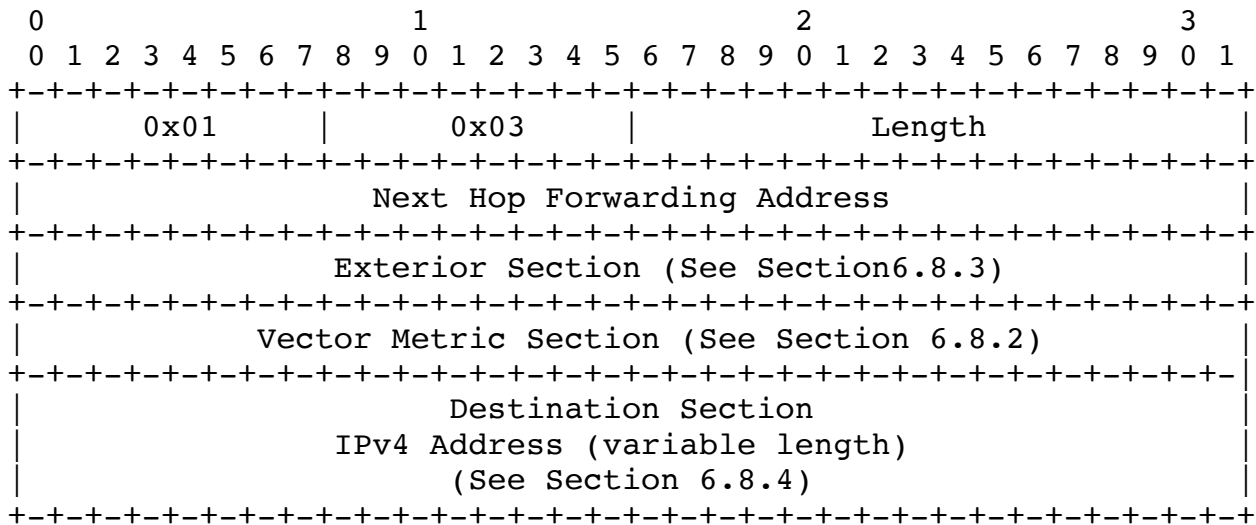 0                   1                   2                   3
0 1 2 3 4 5 6 7 8 9 0 1 2 3 4 5 6 7 8 9 0 1 2 3 4 5 6 7 8 9 0 1
+-+-+-+-+-+-+-+-+-+-+-+-+-+-+-+-+-+-+-+-+-+-+-+-+-+-+-+-+-+-+-+-+
|      0x01     |      0x03     |            Length             |
+-+-+-+-+-+-+-+-+-+-+-+-+-+-+-+-+-+-+-+-+-+-+-+-+-+-+-+-+-+-+-+-+
|                  Next Hop Forwarding Address                  |
+-+-+-+-+-+-+-+-+-+-+-+-+-+-+-+-+-+-+-+-+-+-+-+-+-+-+-+-+-+-+-+-+
|                Exterior Section (See Section6.8.3)            |
+-+-+-+-+-+-+-+-+-+-+-+-+-+-+-+-+-+-+-+-+-+-+-+-+-+-+-+-+-+-+-+-+
|            Vector Metric Section (See Section 6.8.2)          |
+-+-+-+-+-+-+-+-+-+-+-+-+-+-+-+-+-+-+-+-+-+-+-+-+-+-+-+-+-+-+-+-|
|                      Destination Section                      |
|                IPv4 Address (variable length)                 |
|                      (See Section 6.8.4)                      |
+-+-+-+-+-+-+-+-+-+-+-+-+-+-+-+-+-+-+-+-+-+-+-+-+-+-+-+-+-+-+-+-+